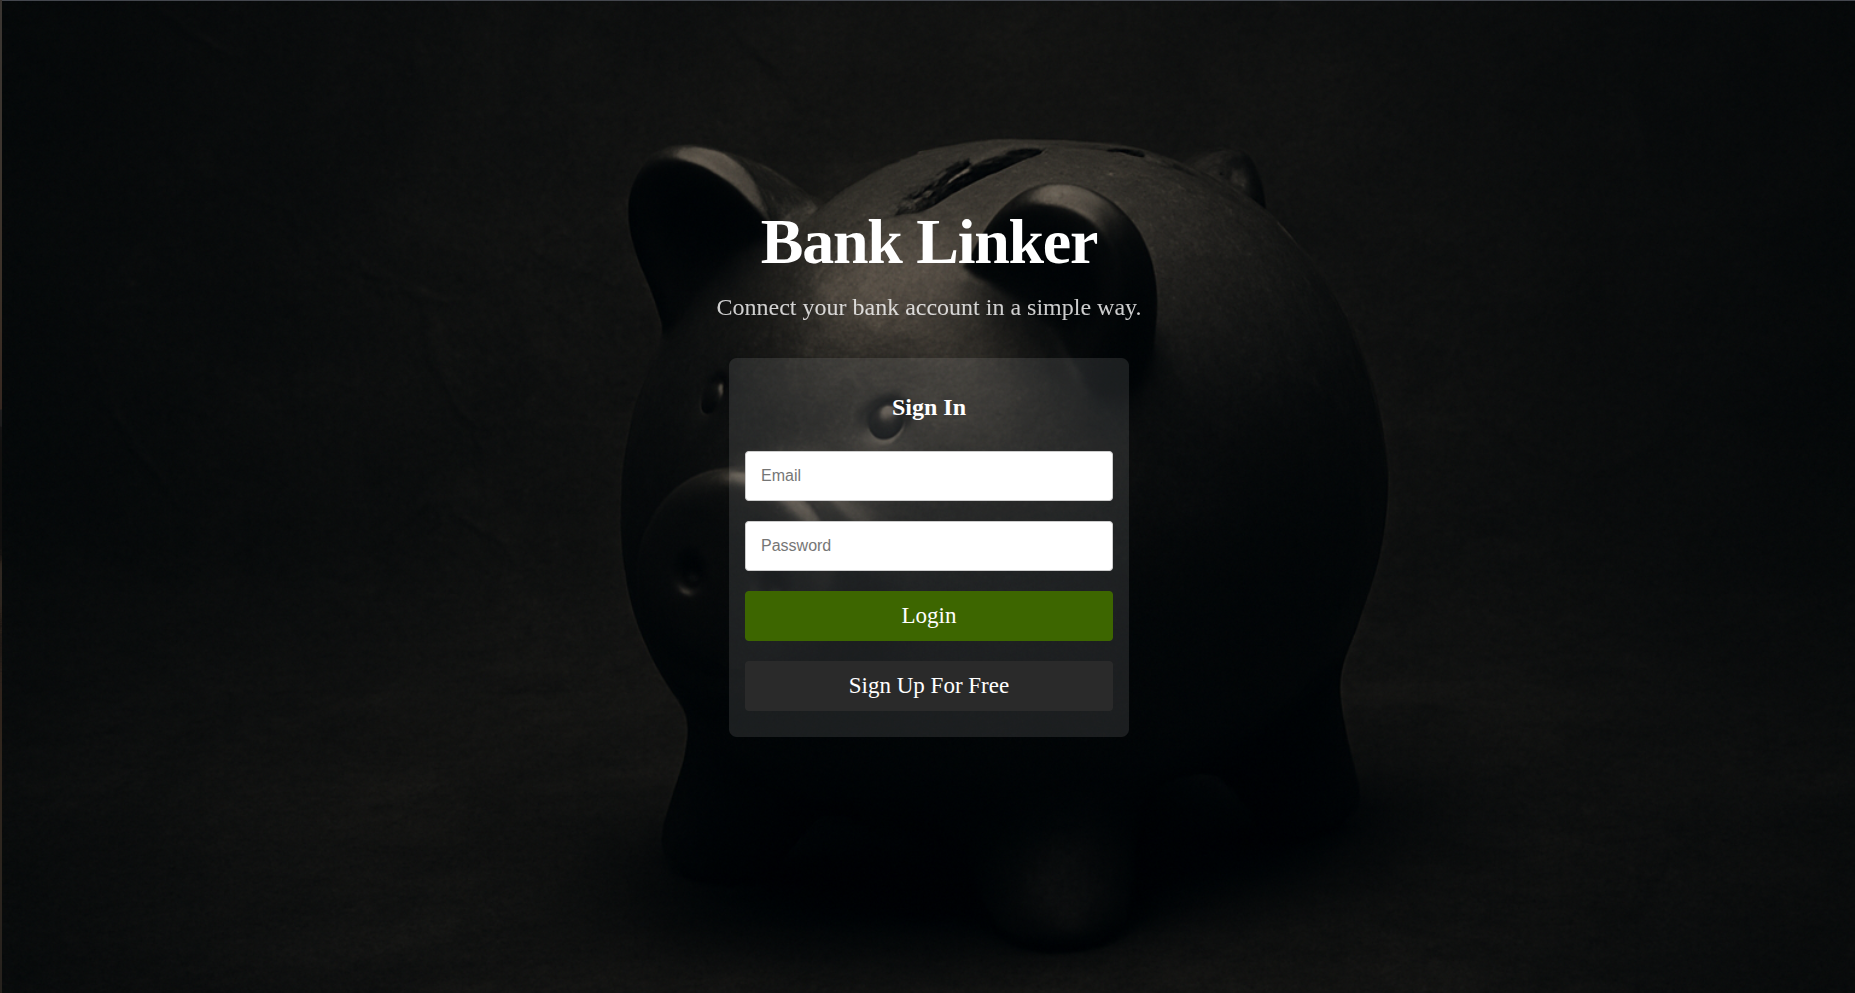 Bank Linker
Connect your bank account in a simple way.
Sign In
Email
Password
Login
Sign Up For Free